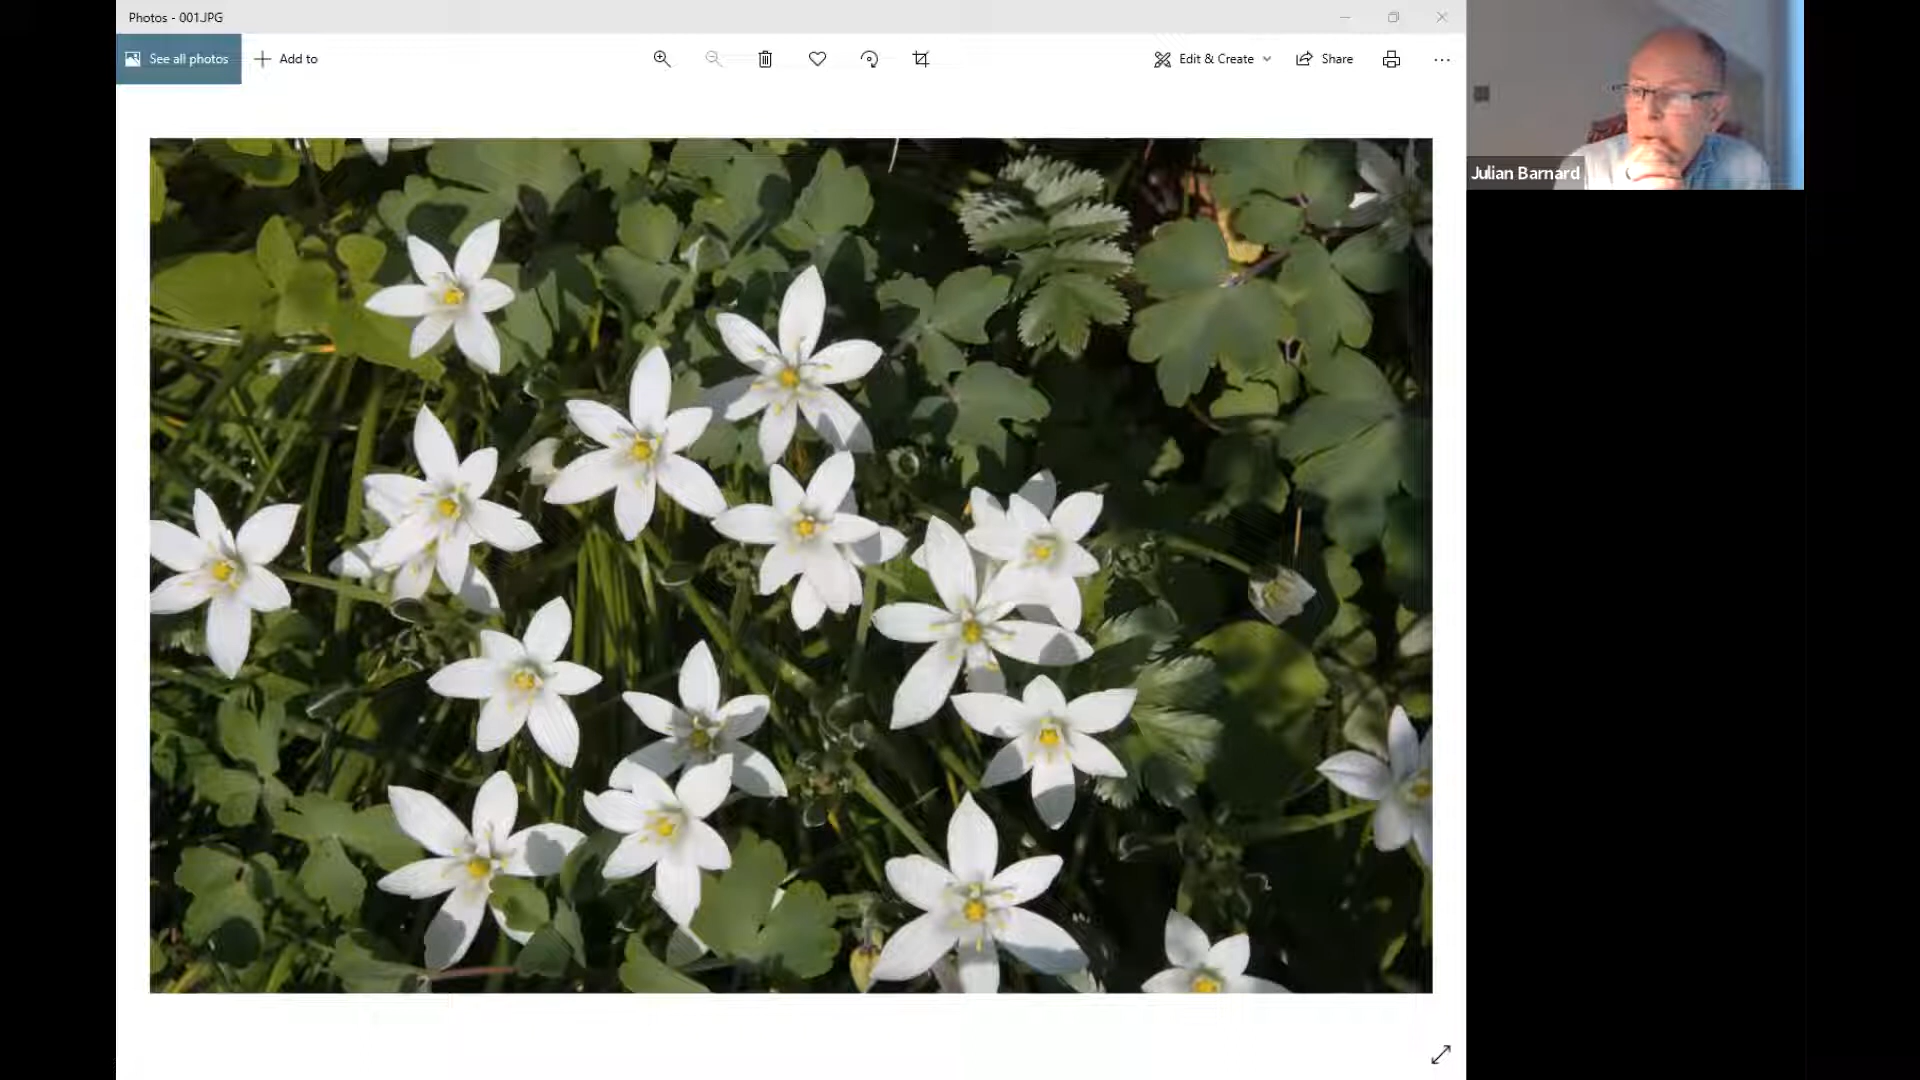 Photos - 001.JPG
See all photos
Add to
Edit & Create
Share
Julian Barnard